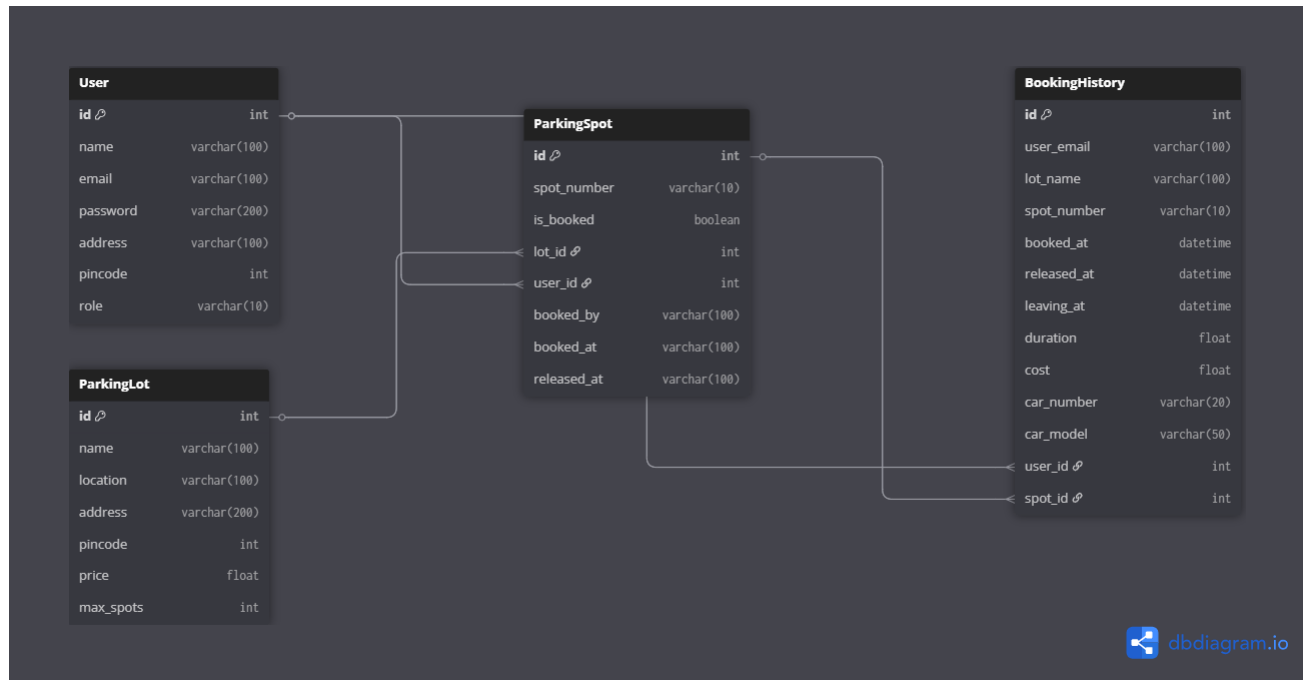 User
id int
name varchar(100)
email varchar(100)
password varchar(200)
address varchar(100)
pincode int
role varchar(10)
ParkingLot
id int
name varchar(100)
location varchar(100)
address varchar(200)
pincode int
price float
max_spots int
ParkingSpot
id int
spot_number varchar(10)
is_booked boolean
lot_id int
user_id int
booked_by varchar(100)
booked_at varchar(100)
released_at varchar(100)
BookingHistory
id int
user_email varchar(100)
lot_name varchar(100)
spot_number varchar(10)
booked_at datetime
released_at datetime
leaving_at datetime
duration float
cost float
car_number varchar(20)
car_model varchar(50)
user_id int
spot_id int
dbdiagram.io